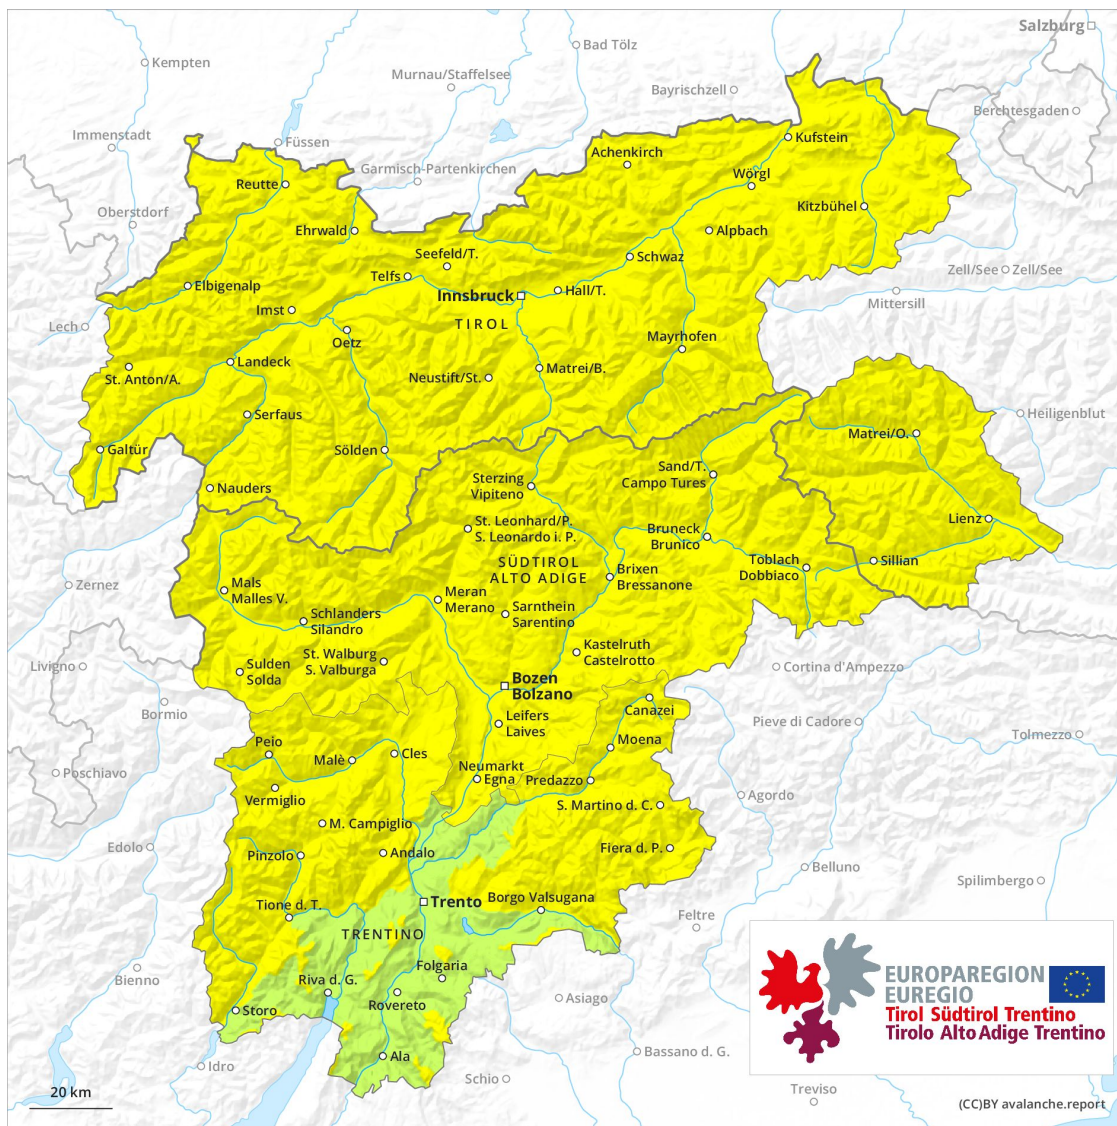 Salzburg
Bad Tölz
Kempten
Murnau/Staffelsee
Bayrischzell
Berchtesgaden
Immenstadt
Füssen
Kufstein
Achenkirch
Garmisch-Partenkirchen
Wörgl
Reutte
Kitzbühel
Oberstdorf
Ehrwald
Alpbach
Seefeld/T.
Schwaz
Telfs
Zell/See
Zell/See
Elbigenalp
Hall/T.
Innsbruck
Mittersill
Imst
TIROL
Lech
Oetz
Mayrhofen
Landeck
Matrei/B.
St. Anton/A.
Neustift/St.
Serfaus
Heiligenblut
Matrei/O.
Galtür
Sölden
Sand/T.
Campo Tures
Sterzing
Vipiteno
Nauders
Lienz
St. Leonhard/P.
S. Leonardo i. P.
Bruneck
Brunico
SÜDTIROL
ALTO ADIGE
Toblach
Dobbiaco
Sillian
Brixen
Bressanone
Zernez
Mals
Malles V.
Meran
Merano
Sarnthein
Sarentino
Schlanders
Silandro
Kastelruth
Castelrotto
St. Walburg
S. Valburga
Livigno
Sulden
Solda
Cortina d'Ampezzo
Bozen
Bolzano
Bormio
Canazei
Leifers
Laives
Pieve di Cadore
Tolmezzo
Moena
Peio
Cles
Malè
Poschiavo
Neumarkt
Egna
Predazzo
Vermiglio
Agordo
S. Martino d. C.
M. Campiglio
Edolo
Pinzolo
Andalo
Fiera d. P.
Belluno
Spilimbergo
Borgo Valsugana
Trento
Tione d. T.
Feltre
TRENTINO
Folgaria
Bienno
Riva d. G.
Rovereto
Asiago
Storo
EUROPAREGION
EUREGIO
Tirol Südtirol Trentino
Tirolo Alto Adige Trentino
Ala
Bassano d. G.
Idro
Schio
Treviso
20 km
(CC)BY avalanche.report